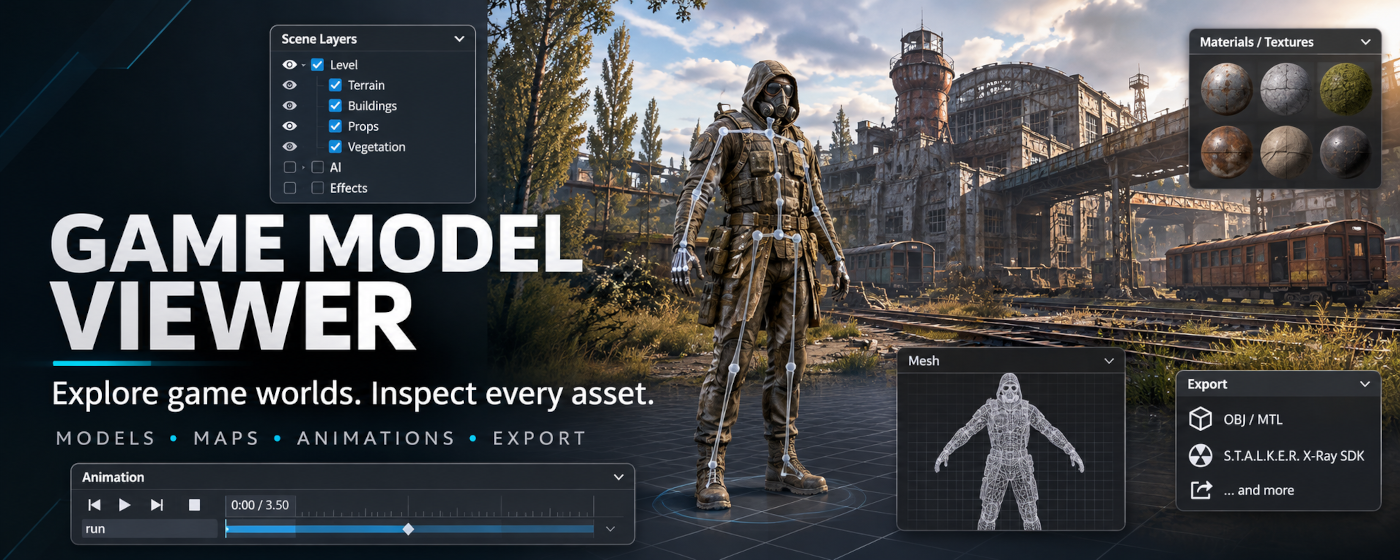 Scene Layers
Level
Terrain
Buildings
Props
Vegetation
AI
Effects
GAME MODEL
VIEWER
Explore game worlds. Inspect every asset.
MODELS • MAPS • ANIMATIONS • EXPORT
Animation
0:00 / 3.50
run
Materials / Textures
Mesh
Export
OBJ / MTL
S.T.A.L.K.E.R. X-Ray SDK
... and more